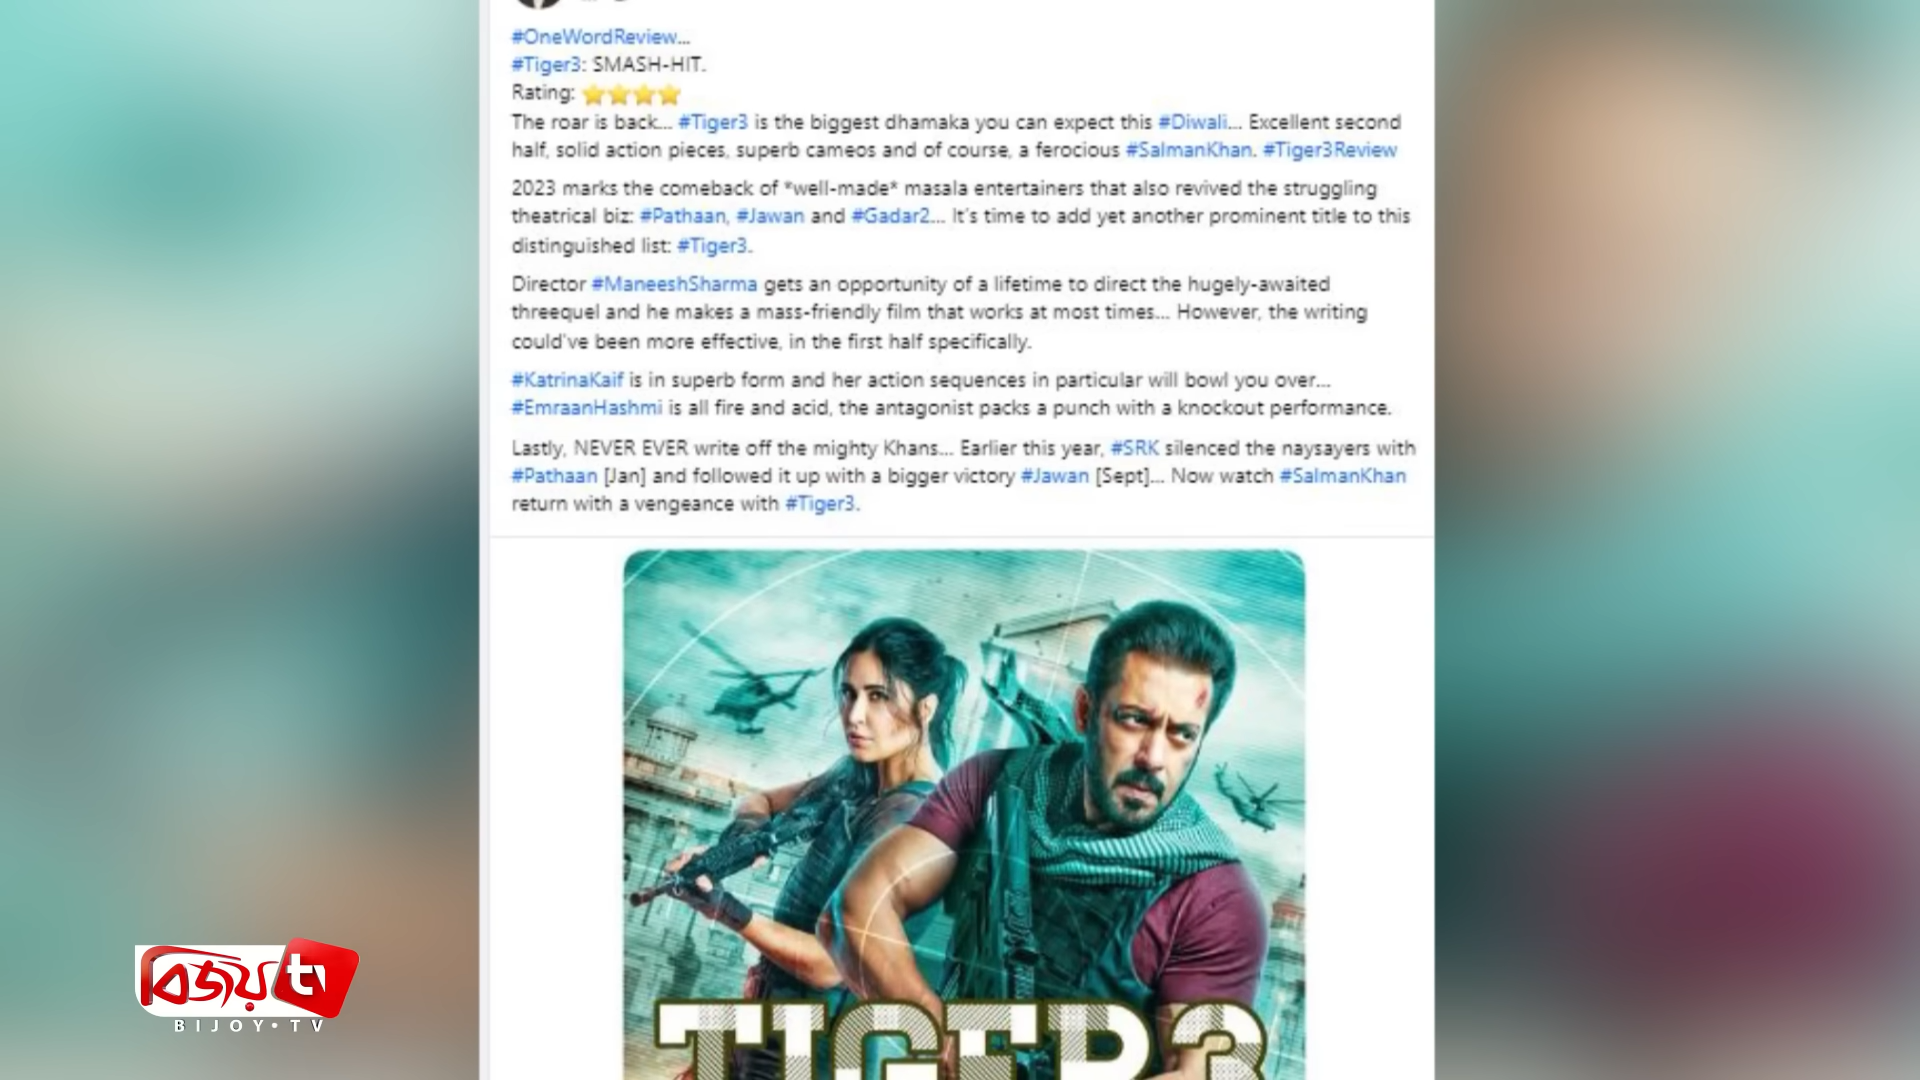 #OneWordReview...
#Tiger3: SMASH-HIT.
Rating: ⭐⭐⭐⭐
The roar is back... #Tiger3 is the biggest dhamaka you can expect this #Diwali... Excellent second
half, solid action pieces, superb cameos and of course, a ferocious #SalmanKhan. #Tiger3Review
2023 marks the comeback of *well-made* masala entertainers that also revived the struggling
theatrical biz: #Pathaan, #Jawan and #Gadar2... It's time to add yet another prominent title to this
distinguished list: #Tiger3.
Director #ManeeshSharma gets an opportunity of a lifetime to direct the hugely-awaited
threequel and he makes a mass-friendly film that works at most times... However, the writing
could've been more effective, in the first half specifically.
#KatrinaKaif is in superb form and her action sequences in particular will bowl you over...
#EmraanHashmi is all fire and acid, the antagonist packs a punch with a knockout performance.
Lastly, NEVER EVER write off the mighty Khans... Earlier this year, #SRK silenced the naysayers with
#Pathaan [Jan] and followed it up with a bigger victory #Jawan [Sept]... Now watch #SalmanKhan
return with a vengeance with #Tiger3.
TIGER 3
বিজয় tv
BIJOY•TV